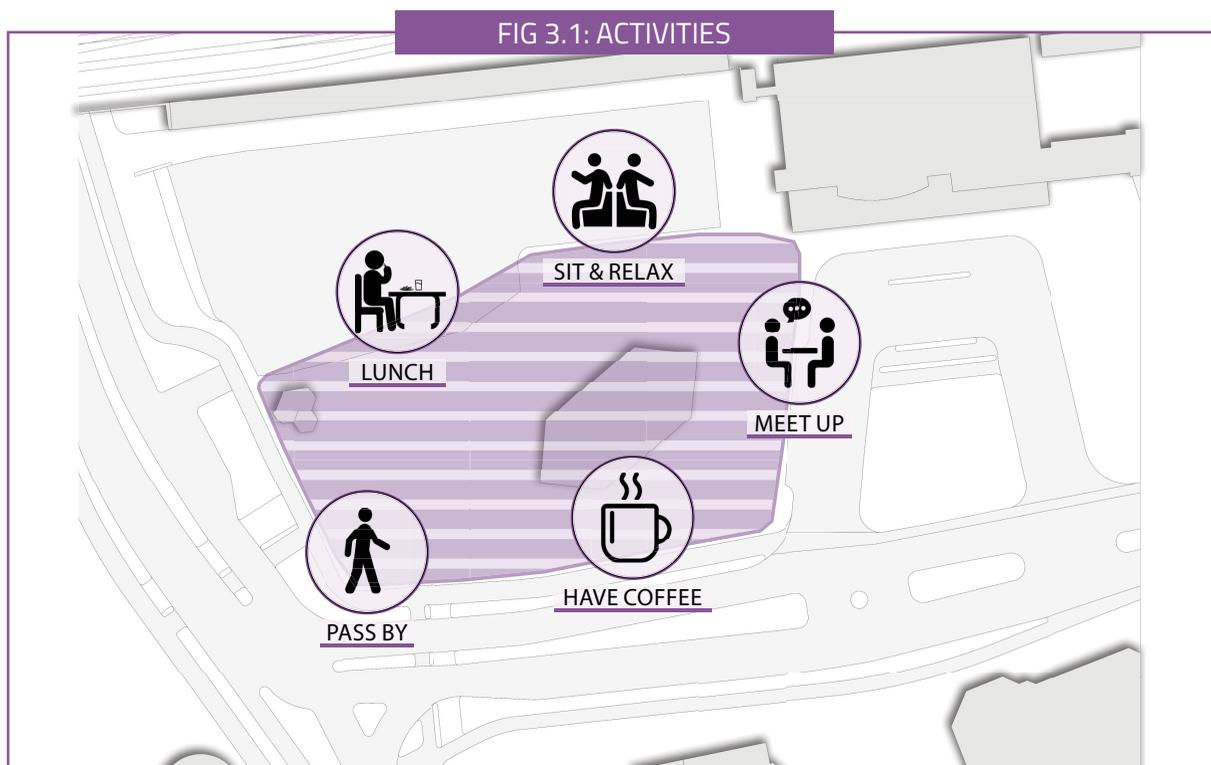 FIG 3.1: ACTIVITIES
SIT & RELAX
LUNCH
MEET UP
HAVE COFFEE
PASS BY